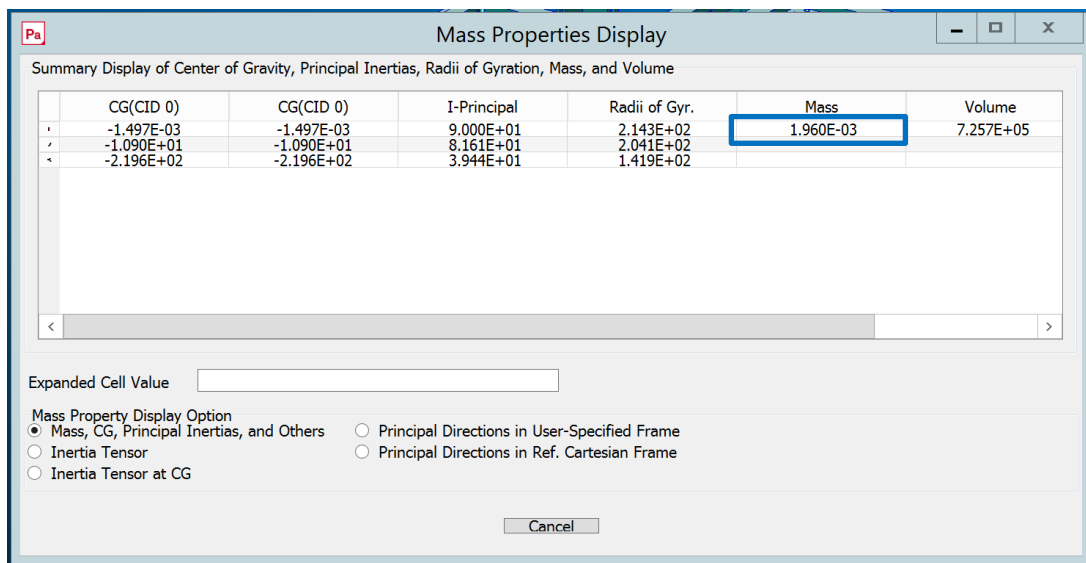 Pa
Mass Properties Display
Summary Display of Center of Gravity, Principal Inertias, Radii of Gyration, Mass, and Volume
CG(CID 0) CG(CID 0) I-Principal Radii of Gyr. Mass Volume
-1.497E-03 -1.497E-03 9.000E+01 2.143E+02 1.960E-03 7.257E+05
-1.090E+01 -1.090E+01 8.161E+01 2.041E+02
-2.196E+02 -2.196E+02 3.944E+01 1.419E+02
Expanded Cell Value
Mass Property Display Option
Mass, CG, Principal Inertias, and Others Principal Directions in User-Specified Frame
Inertia Tensor Principal Directions in Ref. Cartesian Frame
Inertia Tensor at CG
Cancel